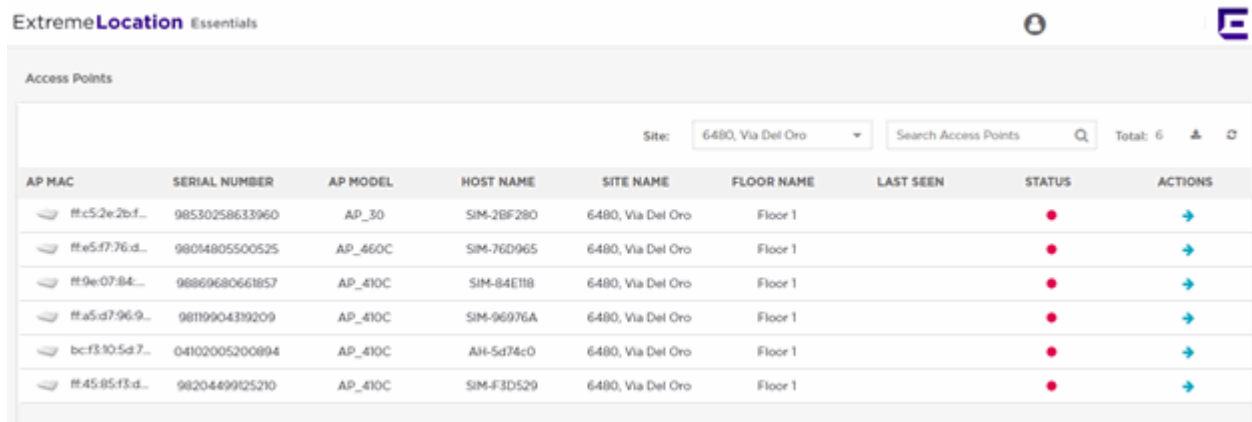 ExtremeLocation Essentials
Access Points
Site: 6480, Via Del Oro Search Access Points Total: 6
AP MAC SERIAL NUMBER AP MODEL HOST NAME SITE NAME FLOOR NAME LAST SEEN STATUS ACTIONS
ff:c5:2e:2b:f... 98530258633960 AP_30 SIM-2BF280 6480, Via Del Oro Floor 1
ff:e5:f7:76:d... 98014805500525 AP_460C SIM-76D965 6480, Via Del Oro Floor 1
ff:9e:07:84:... 98869680661857 AP_410C SIM-84E118 6480, Via Del Oro Floor 1
ff:a5:d7:96:9... 98119904319209 AP_410C SIM-96976A 6480, Via Del Oro Floor 1
bc:f3:10:5d:7... 04102005200894 AP_410C AH-5d74c0 6480, Via Del Oro Floor 1
ff:45:85:f3:d... 98204499125210 AP_410C SIM-F3D529 6480, Via Del Oro Floor 1